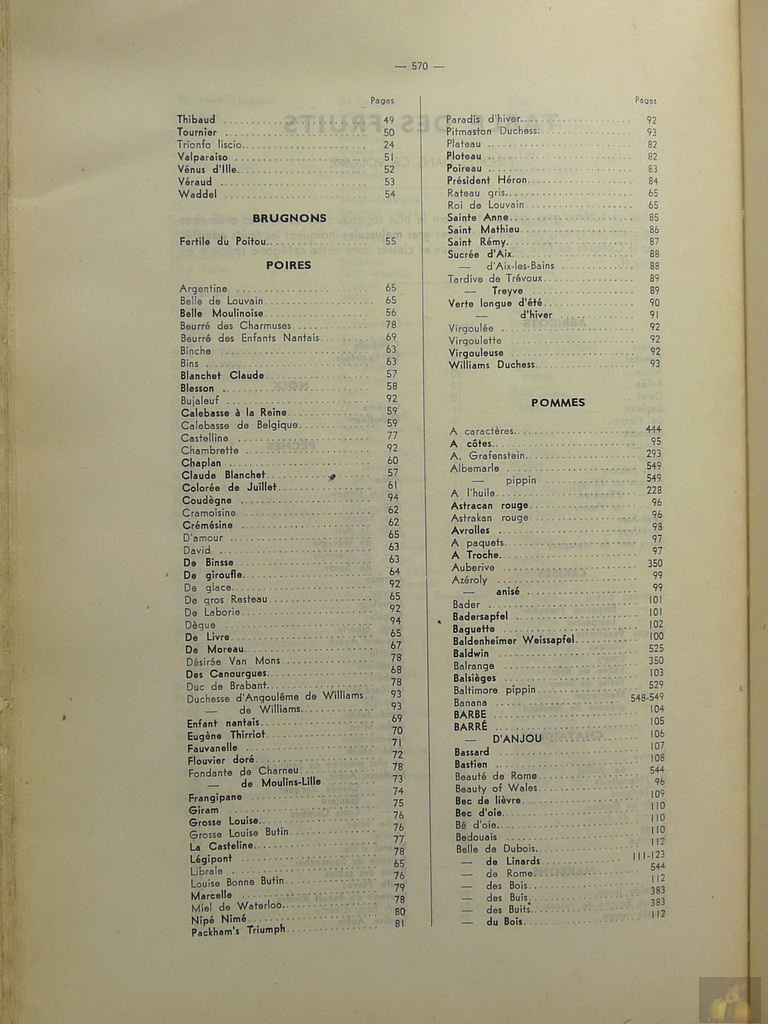 — 570 —
Pages
Thibaud 49
Tournier 50
Trionfo liscio 24
Valparaiso 51
Vénus d'Ille 52
Véraud 53
Waddel 54
BRUGNONS
Fertile du Poitou 55
POIRES
Argentine 65
Belle de Louvain 65
Belle Moulinoise 56
Beurré des Charmuses 78
Beurré des Enfants Nantais 69
Binche 63
Bins 63
Blanchet Claude 57
Blesson 58
Bujaleuf 92
Calebasse à la Reine 59
Calebasse de Belgique 59
Castelline 77
Chambrette 92
Chaplan 60
Claude Blanchet 57
Colorée de Juillet 61
Coudègne 94
Cramoisine 62
Crémésine 62
D'amour 65
David 63
De Binsse 63
De giroufle 64
De glace 92
De gros Resteau 65
De Laborie 92
Dègue 94
De Livre 65
De Moreau 67
Désirée Van Mons 78
Des Canourgues 68
Duc de Brabant 78
Duchesse d'Angoulême de Williams 93
— de Williams 93
Enfant nantais 69
Eugène Thirriot 70
Fauvanelle 71
Flouvier doré 72
Fondante de Charneu 78
— de Moulins-Lille 73
Frangipane 74
Giram 75
Grosse Louise 76
Grosse Louise Butin 76
La Casteline 77
Légipont 78
Librale 65
Louise Bonne Butin 76
Marcelle 79
Miel de Waterloo 78
Nipé Nimé 80
Packham's Triumph 81
Pages
Paradis d'hiver 92
Pitmaston Duchess 93
Plateau 82
Ploteau 82
Poireau 83
Président Héron 84
Rateau gris 65
Roi de Louvain 65
Sainte Anne 85
Saint Mathieu 86
Saint Rémy 87
Sucrée d'Aix 88
— d'Aix-les-Bains 88
Tardive de Trévoux 89
— Treyve 89
Verte longue d'été 90
— d'hiver 91
Virgoulée 92
Virgoulette 92
Virgouleuse 92
Williams Duchess 93
POMMES
A caractères 444
A côtes 95
A. Grafenstein 293
Albemarle 549
— pippin 549
A l'huile 228
Astracan rouge 96
Astrakan rouge 96
Avrolles 98
A paquets 97
A Troche 97
Auberive 350
Azéroly 99
— anisé 99
Bader 101
Badersapfel 101
Baguette 102
Baldenheimer Weissapfel 100
Baldwin 525
Balrange 350
Balsièges 103
Baltimore pippin 529
Banana 548-549
BARBE 104
BARRÉ 105
— D'ANJOU 106
Bassard 107
Bastien 108
Beauté de Rome 544
Beauty of Wales 96
Bec de lièvre 109
Bec d'oie 110
Bé d'oie 110
Bedouais 110
Belle de Dubois 112
— de Linards 111-123
— de Rome 544
— des Bois 112
— des Buis 383
— des Buits 383
— du Bois 112